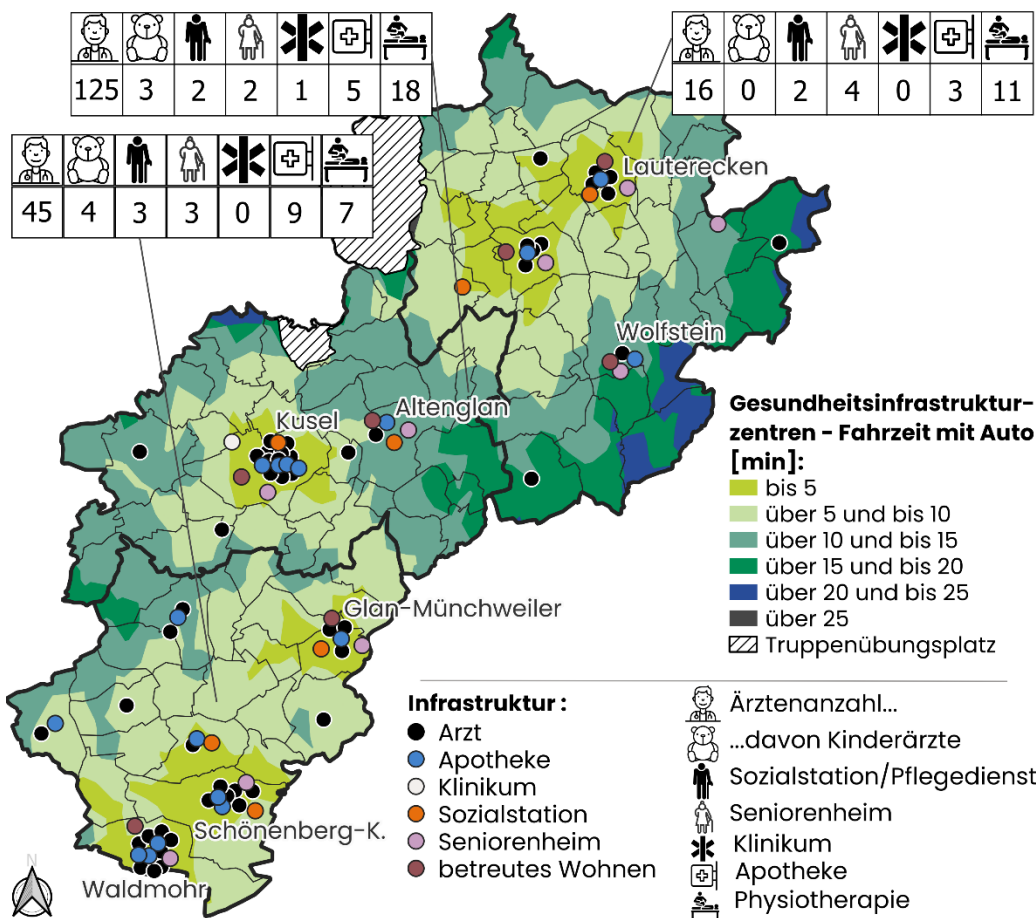 125 3 2 2 1 5 18
16 0 2 4 0 3 11
45 4 3 3 0 9 7
Lauterecken
Wolfstein
Kusel
Altenglan
Glan-Münchweiler
Schönenberg-K.
Waldmohr
N
Gesundheitsinfrastruktur-
zentren - Fahrzeit mit Auto
[min]:
bis 5
über 5 und bis 10
über 10 und bis 15
über 15 und bis 20
über 20 und bis 25
über 25
Truppenübungsplatz
Infrastruktur :
Arzt
Apotheke
Klinikum
Sozialstation
Seniorenheim
betreutes Wohnen
Ärztenanzahl...
...davon Kinderärzte
Sozialstation/Pflegedienst
Seniorenheim
Klinikum
Apotheke
Physiotherapie